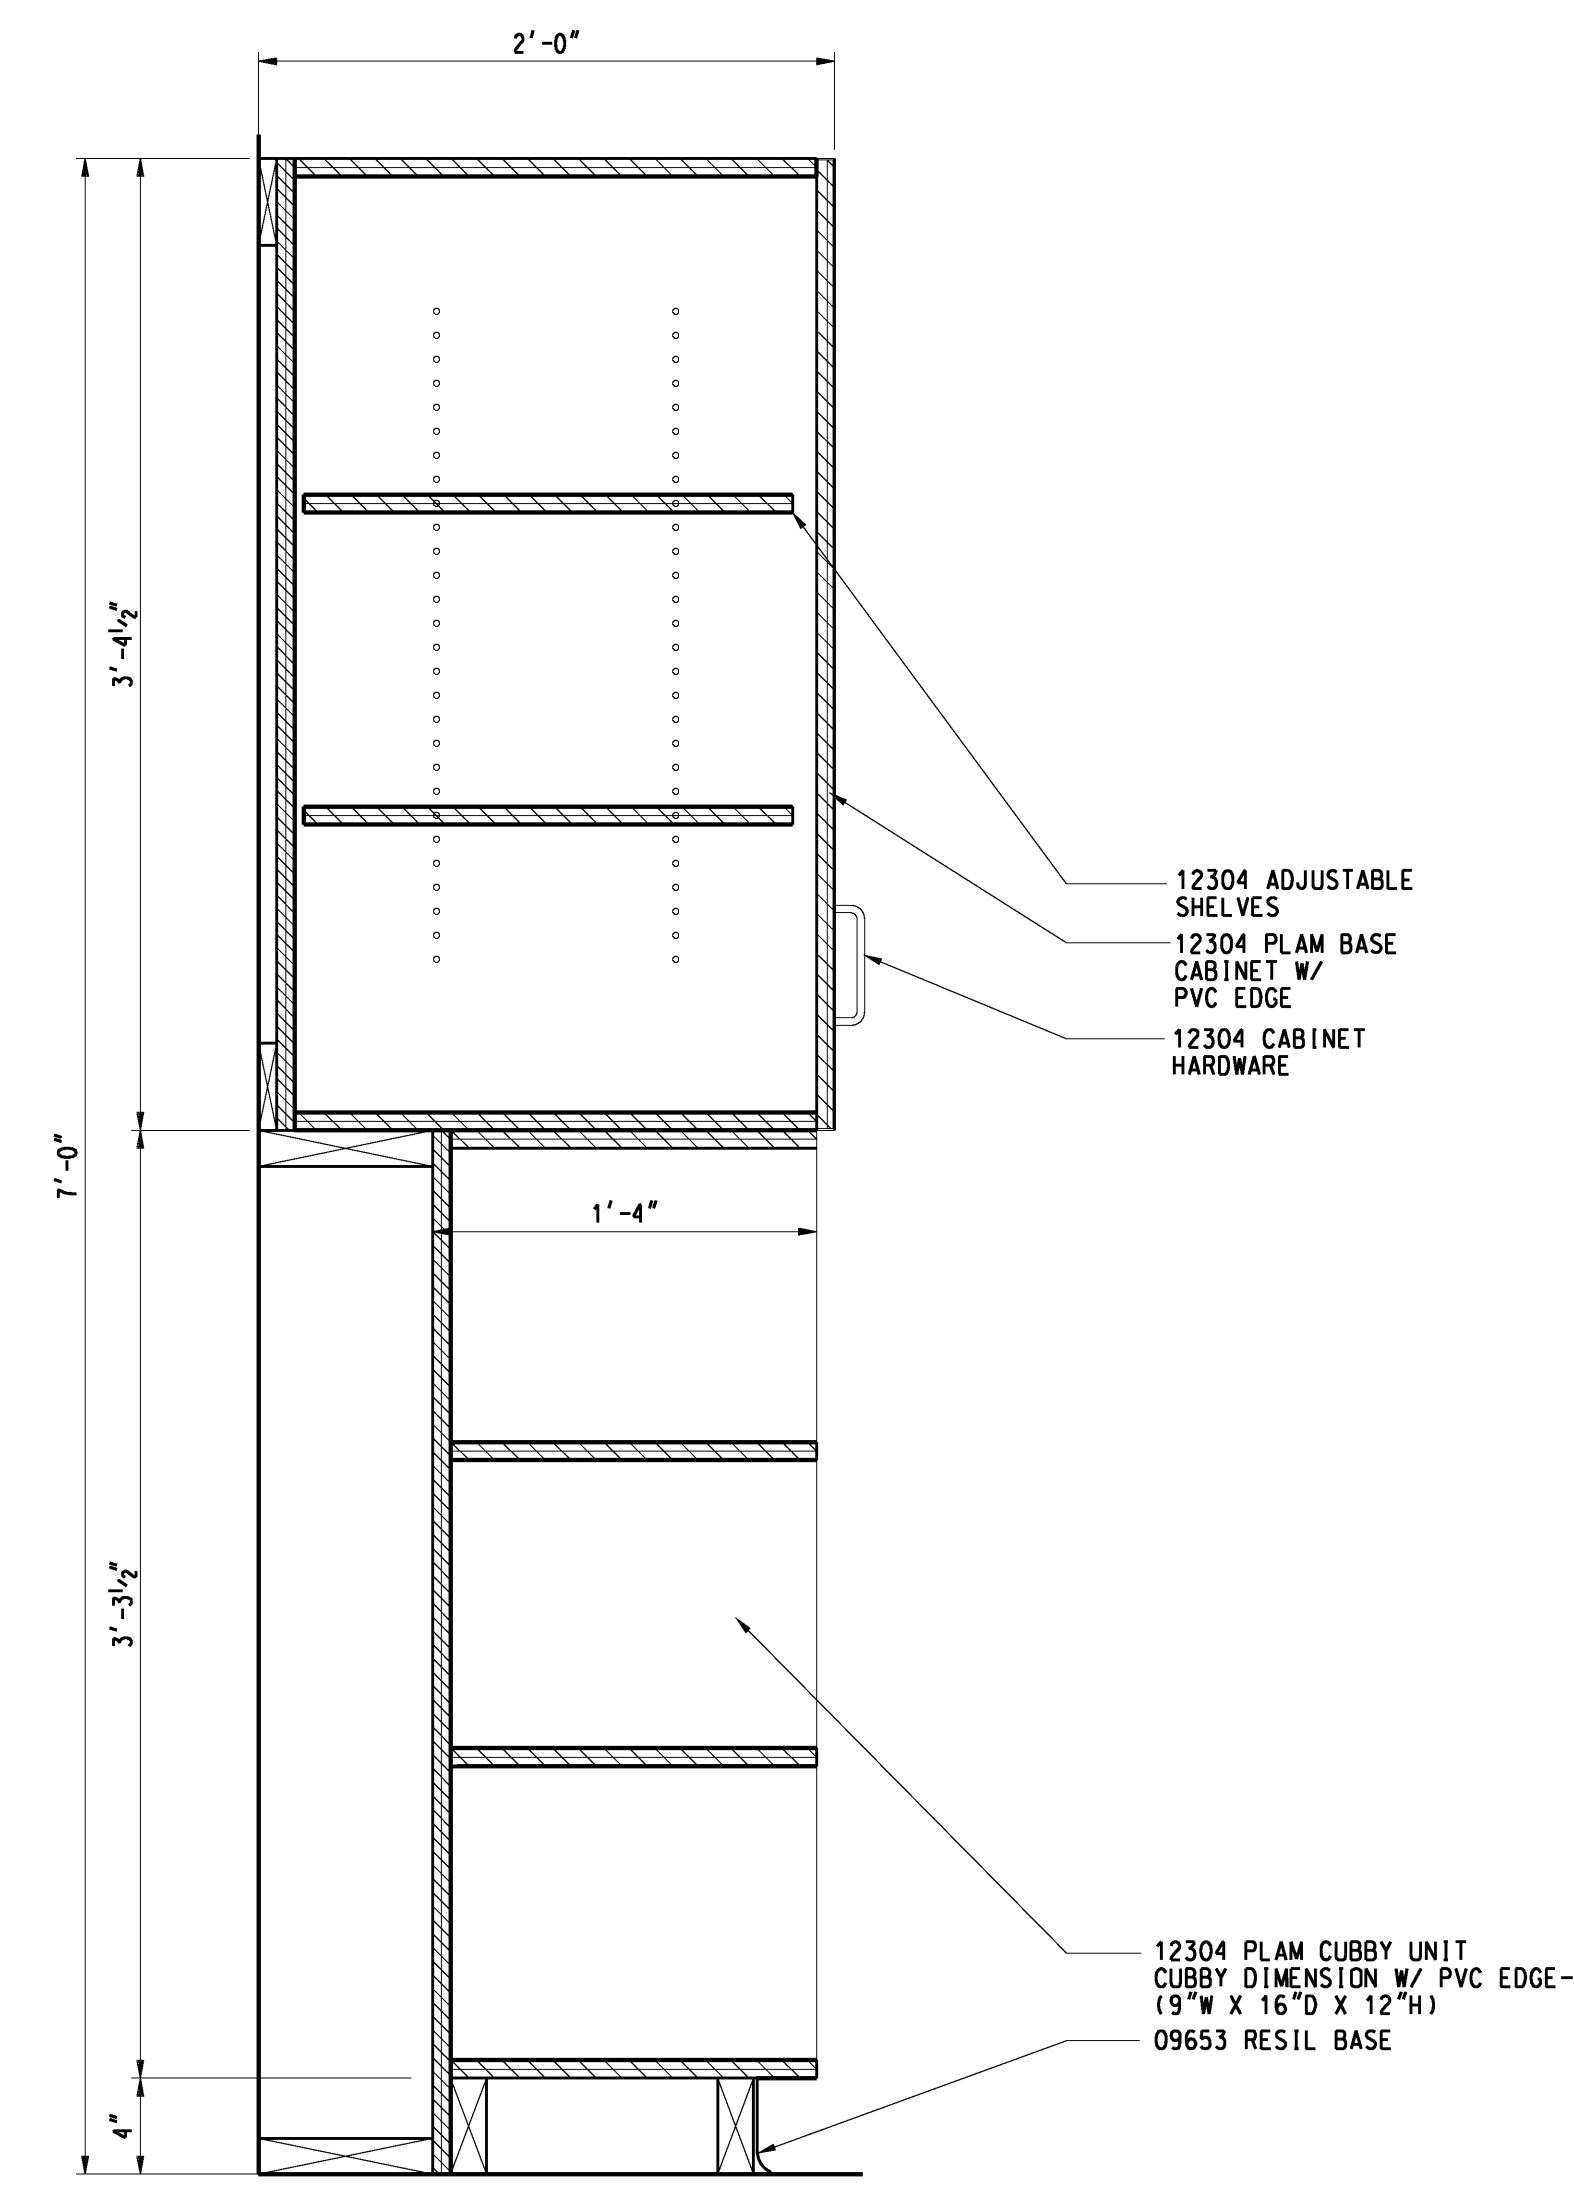 2'-0"
3'-4½"
7'-0"
12304 ADJUSTABLE
SHELVES
12304 PLAM BASE
CABINET W/
PVC EDGE
12304 CABINET
HARDWARE
1'-4"
3'-3½"
12304 PLAM CUBBY UNIT
CUBBY DIMENSION W/ PVC EDGE-
(9"W X 16"D X 12"H)
09653 RESIL BASE
4"